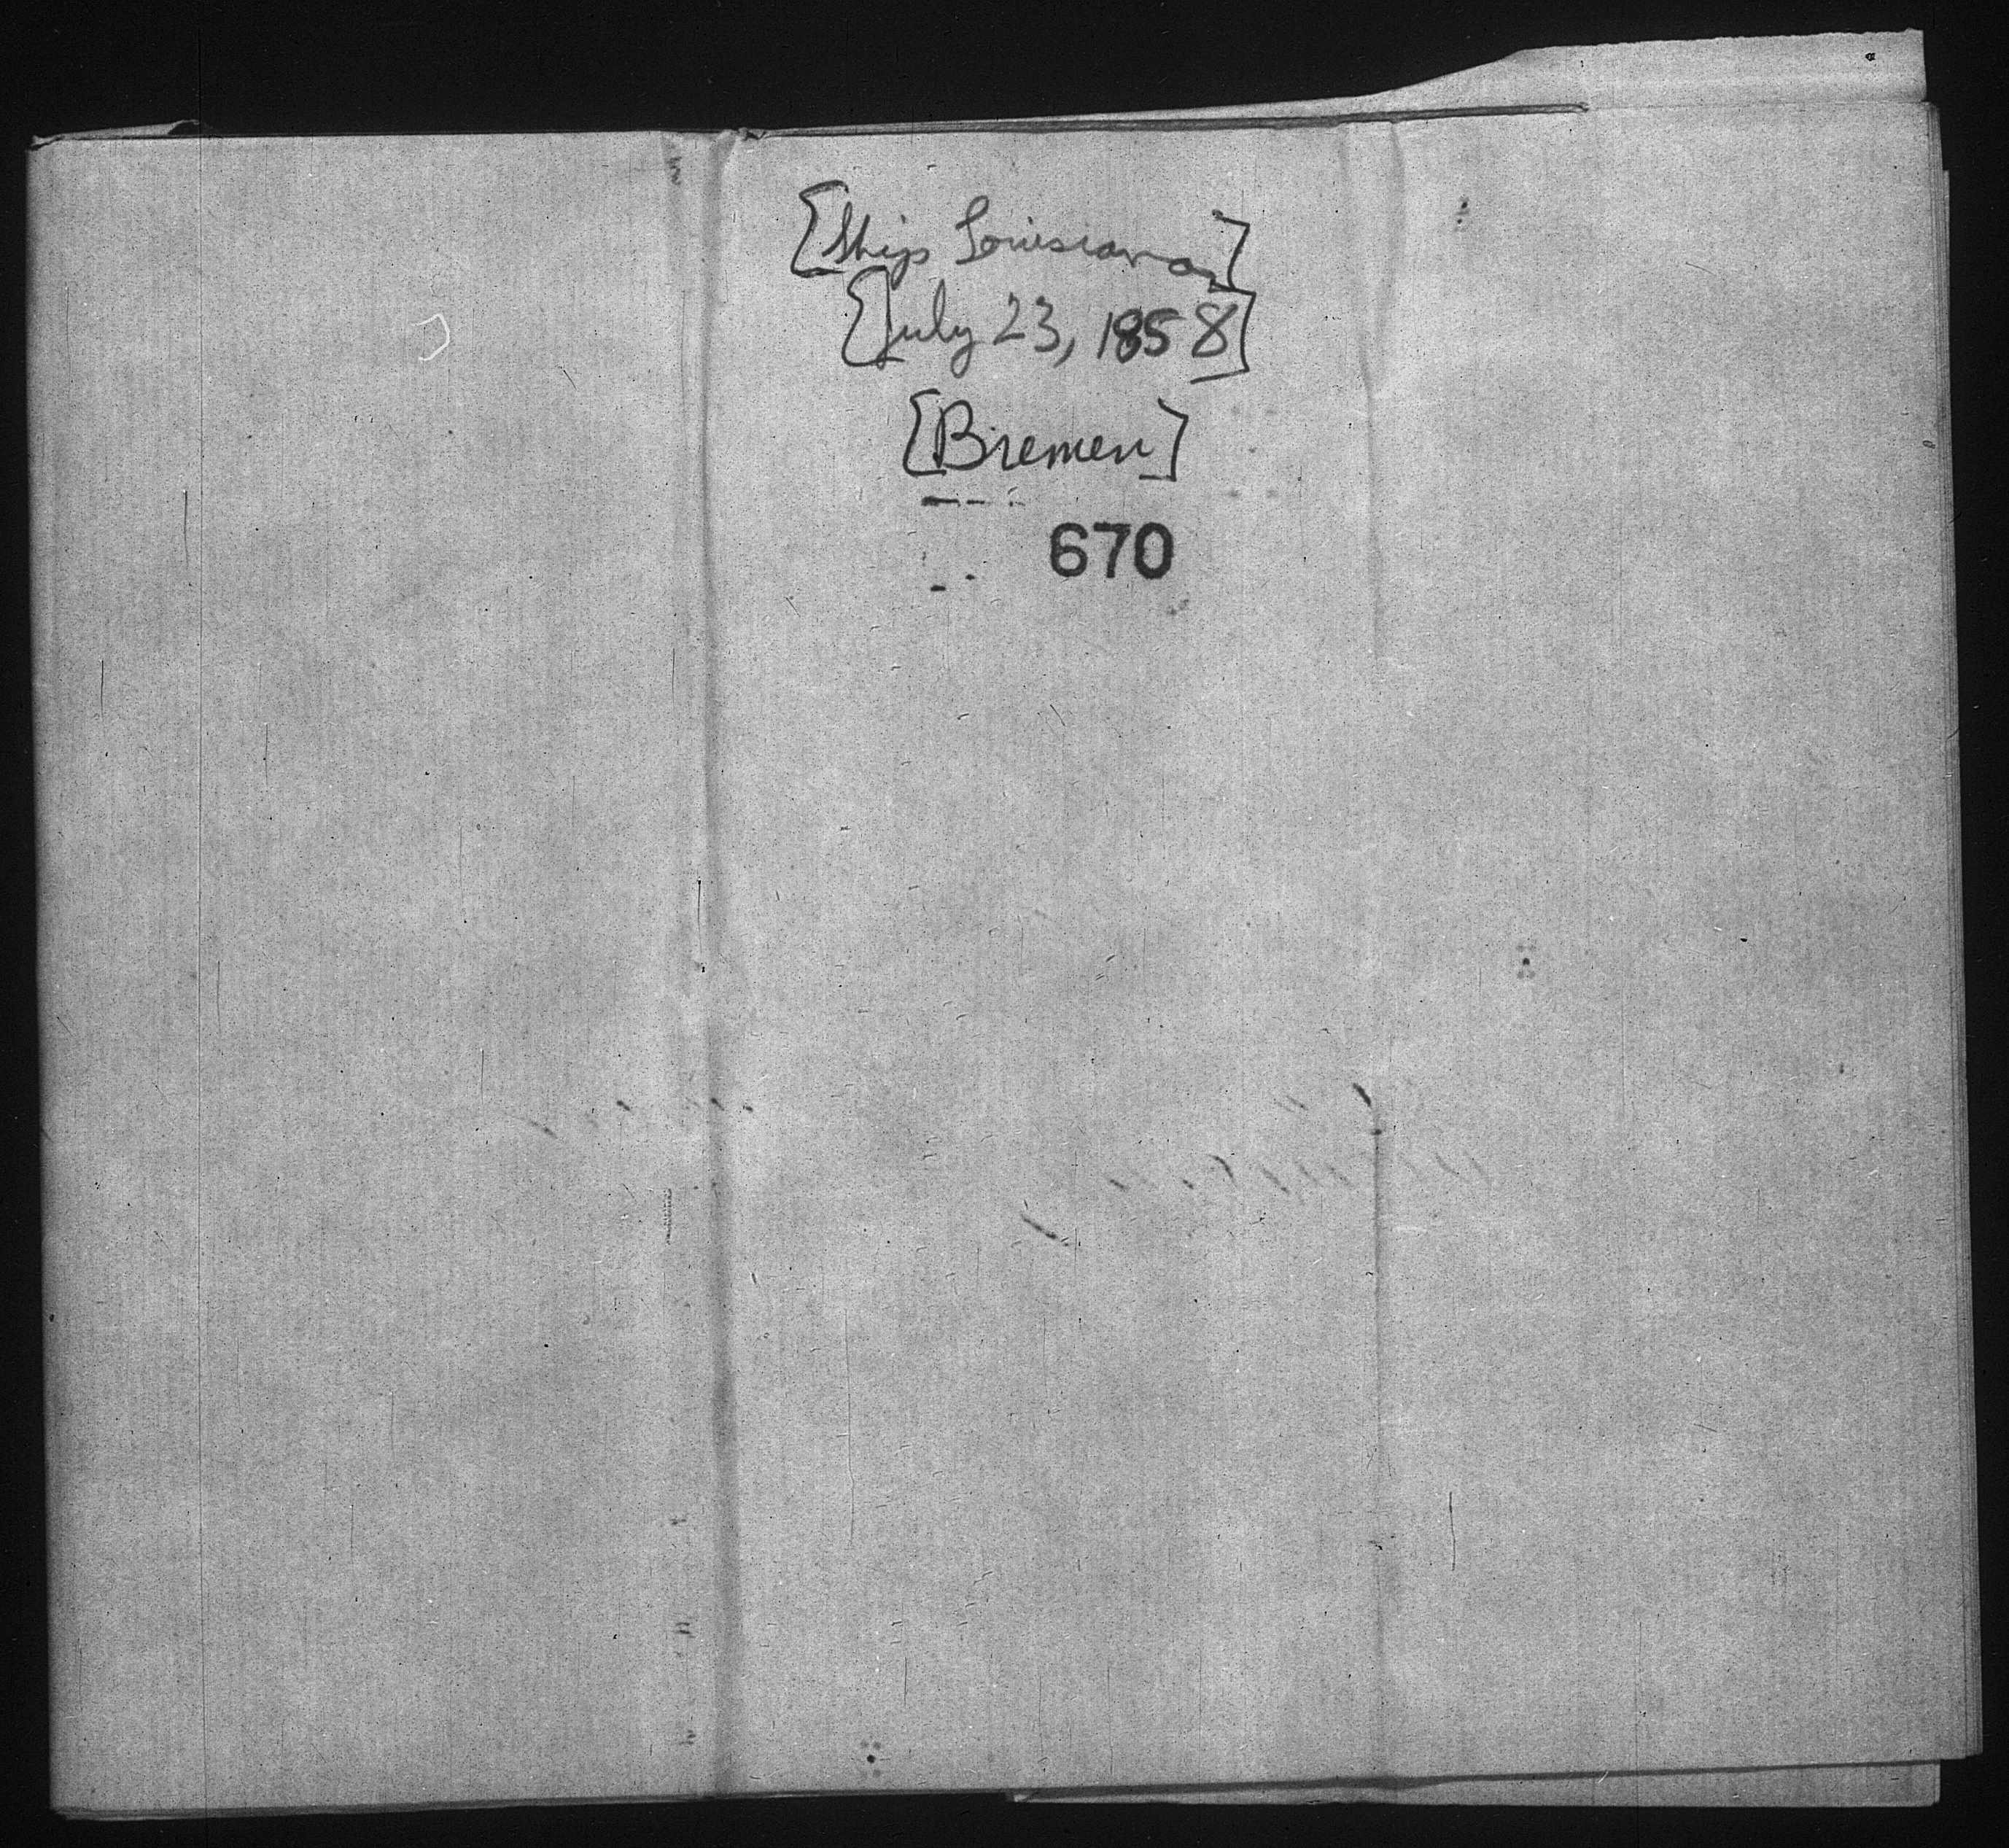 [Ship Louisiana]
[July 23, 1858]
[Bremen]
670